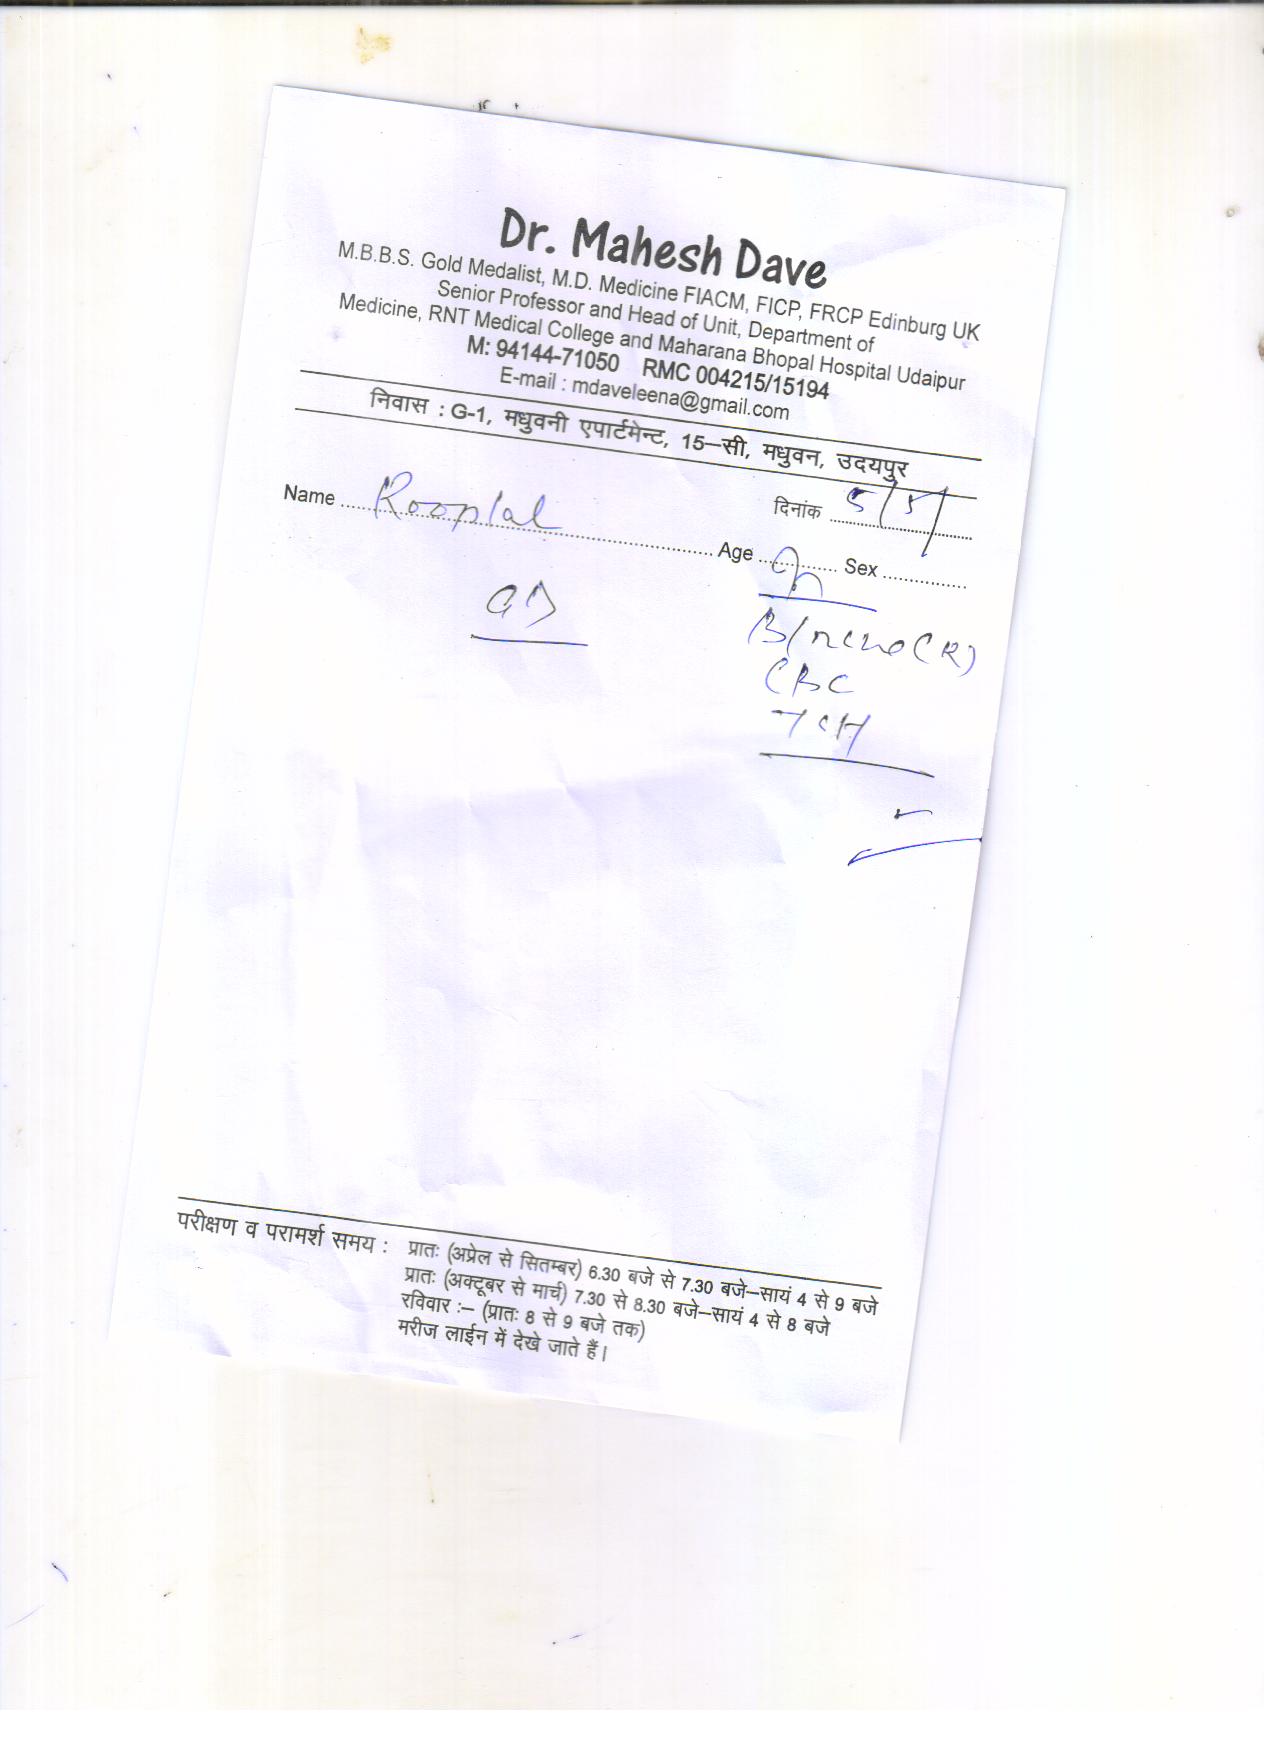 Dr. Mahesh Dave
M.B.B.S. Gold Medalist, M.D. Medicine FIACM, FICP, FRCP Edinburg UK
Senior Professor and Head of Unit, Department of
Medicine, RNT Medical College and Maharana Bhopal Hospital Udaipur
M: 94144-71050 RMC 004215/15194
E-mail : mdaveleena@gmail.com
निवास : G-1, मधुवनी एपार्टमेन्ट, 15–सी, मधुवन, उदयपुर
दिनांक 5/5/
Name Rooplal Age Sex
CBC
परीक्षण व परामर्श समय : प्रातः (अप्रेल से सितम्बर) 6.30 बजे से 7.30 बजे–सायं 4 से 9 बजे
प्रातः (अक्टूबर से मार्च) 7.30 से 8.30 बजे–सायं 4 से 8 बजे
रविवार :– (प्रातः 8 से 9 बजे तक)
मरीज लाईन में देखे जाते हैं।